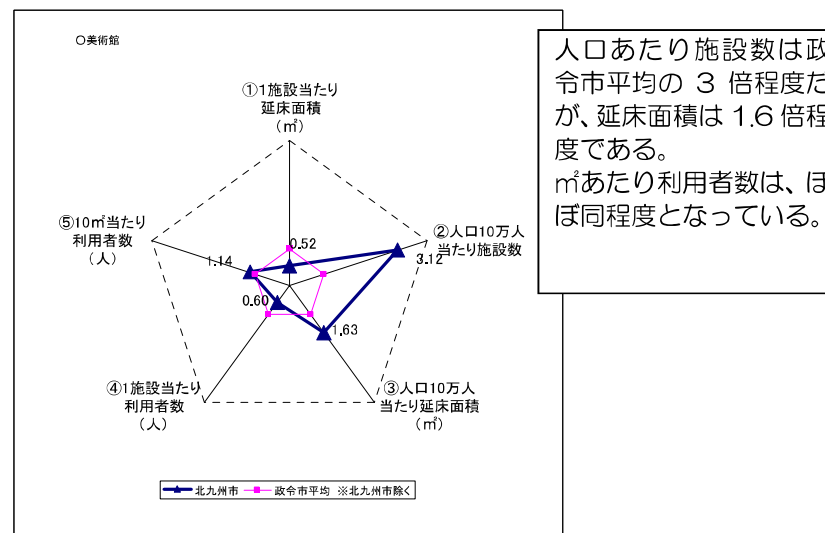 ○美術館
①1施設当たり
延床面積
（㎡）
②人口10万人
当たり施設数
③人口10万人
当たり延床面積
（㎡）
④1施設当たり
利用者数
（人）
⑤10㎡当たり
利用者数
（人）
0.52
3.12
1.63
0.60
1.14
北九州市
政令市平均 ※北九州市除く
人口あたり施設数は政
令市平均の 3 倍程度だ
が、延床面積は 1.6 倍程
度である。
㎡あたり利用者数は、ほ
ぼ同程度となっている。